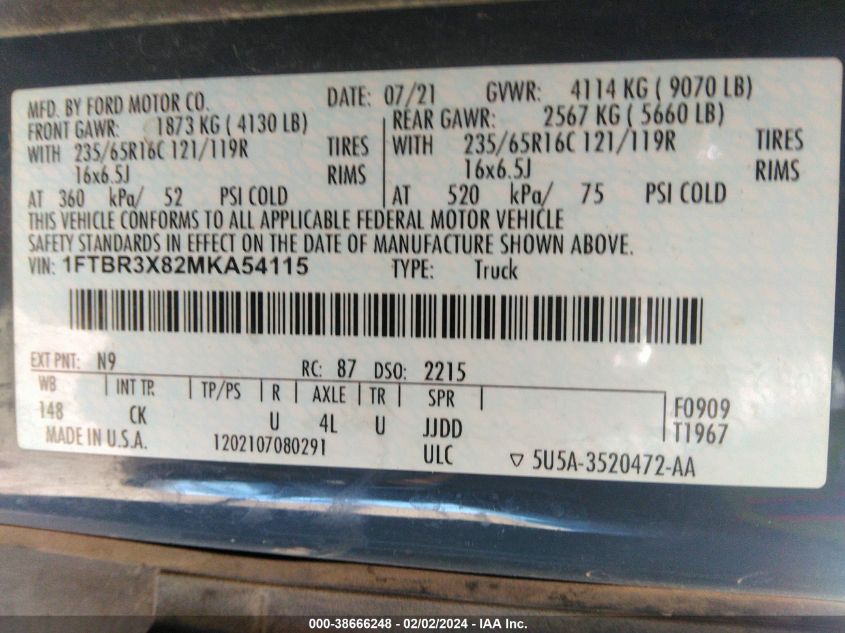 MFD. BY FORD MOTOR CO. DATE: 07/21 GVWR: 4114 KG ( 9070 LB)
FRONT GAWR: 1873 KG ( 4130 LB) REAR GAWR: 2567 KG ( 5660 LB)
WITH 235/65R16C 121/119R TIRES WITH 235/65R16C 121/119R TIRES
16x6.5J RIMS 16x6.5J RIMS
AT 360 kPa/ 52 PSI COLD AT 520 kPa/ 75 PSI COLD
THIS VEHICLE CONFORMS TO ALL APPLICABLE FEDERAL MOTOR VEHICLE
SAFETY STANDARDS IN EFFECT ON THE DATE OF MANUFACTURE SHOWN ABOVE.
VIN: 1FTBR3X82MKA54115 TYPE: Truck
EXT PNT: N9 RC: 87 DSO: 2215
WB INT TR. TP/PS R AXLE TR SPR
148 CK U 4L U JJDD F0909
MADE IN U.S.A. 1202107080291 ULC T1967
▽ 5U5A-3520472-AA
000-38666248 - 02/02/2024 - IAA Inc.